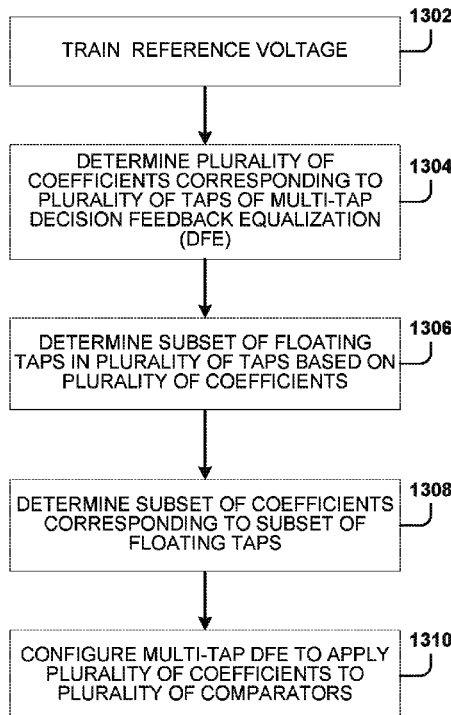 1302
TRAIN REFERENCE VOLTAGE
1304
DETERMINE PLURALITY OF
COEFFICIENTS CORRESPONDING TO
PLURALITY OF TAPS OF MULTI-TAP
DECISION FEEDBACK EQUALIZATION
(DFE)
1306
DETERMINE SUBSET OF FLOATING
TAPS IN PLURALITY OF TAPS BASED ON
PLURALITY OF COEFFICIENTS
1308
DETERMINE SUBSET OF COEFFICIENTS
CORRESPONDING TO SUBSET OF
FLOATING TAPS
1310
CONFIGURE MULTI-TAP DFE TO APPLY
PLURALITY OF COEFFICIENTS TO
PLURALITY OF COMPARATORS